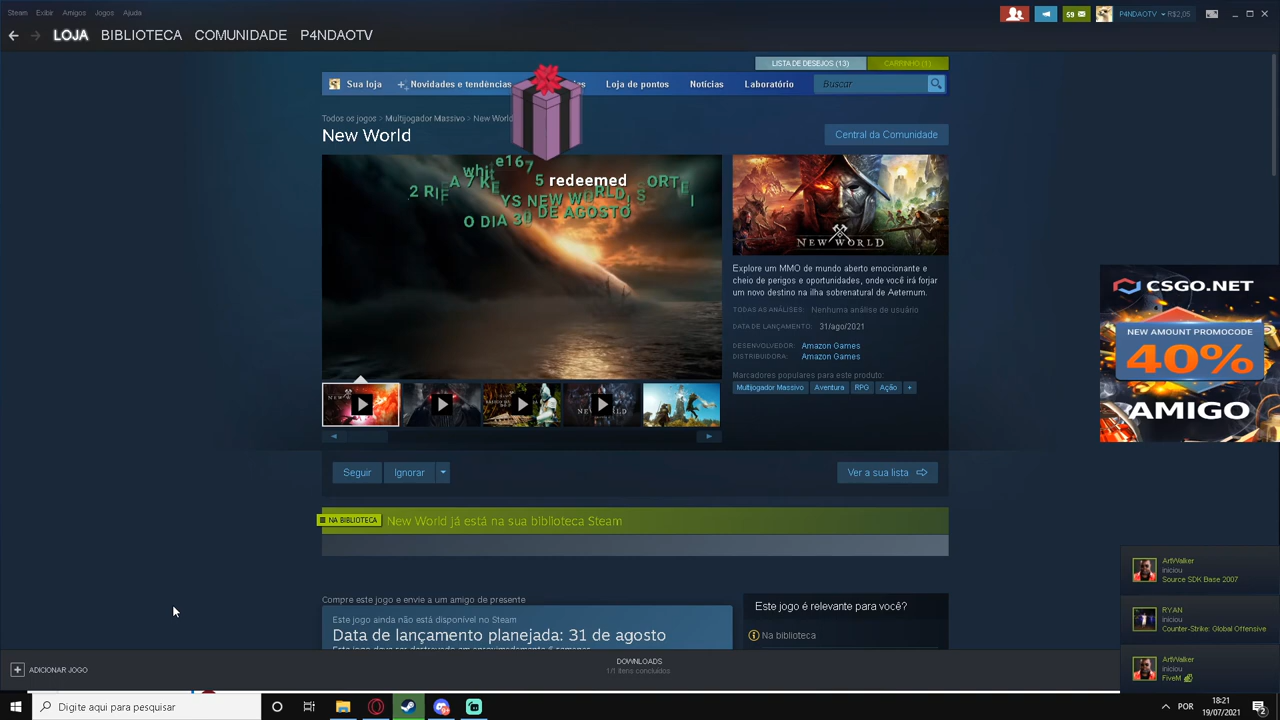 Steam Exibir Amigos Jogos Ajuda
59 P4NDAOTV R$2,05
LOJA BIBLIOTECA COMUNIDADE P4NDAOTV
LISTA DE DESEJOS (13) CARRINHO (1)
Sua loja Novidades e tendências Loja de pontos Notícias Laboratório Buscar
Todos os jogos > Multijogador Massivo > New World
New World
Central da Comunidade
redeemed
NEW WORLD
Explore um MMO de mundo aberto emocionante e
cheio de perigos e oportunidades, onde você irá forjar
um novo destino na ilha sobrenatural de Aeternum.
TODAS AS ANÁLISES: Nenhuma análise de usuário
DATA DE LANÇAMENTO: 31/ago/2021
DESENVOLVEDOR: Amazon Games
DISTRIBUIDORA: Amazon Games
Marcadores populares para este produto:
Multijogador Massivo Aventura RPG Ação +
CSGO.NET
NEW AMOUNT PROMOCODE
40%
AMIGO
Seguir Ignorar Ver a sua lista
NA BIBLIOTECA New World já está na sua biblioteca Steam
Compre este jogo e envie a um amigo de presente
Este jogo ainda não está disponível no Steam
Data de lançamento planejada: 31 de agosto
Este jogo é relevante para você?
Na biblioteca
ArtWalker
iniciou
Source SDK Base 2007
RYAN
iniciou
Counter-Strike: Global Offensive
ArtWalker
iniciou
FiveM
ADICIONAR JOGO
DOWNLOADS
1/1 itens concluídos
Digite aqui para pesquisar
POR
18:21
19/07/2021
2